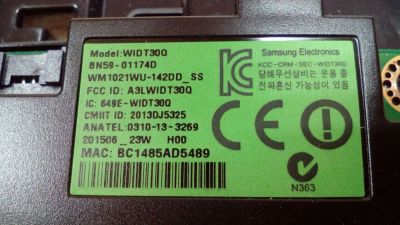 Model:WIDT30Q
BN59-01174D
WM1021WU-142DD_SS
FCC ID: A3LWIDT30Q
IC: 649E-WIDT30Q
CMIIT ID: 2013DJ5325
ANATEL:0310-13-3269
201506_23W H00
MAC: BC1485AD5489
Samsung Electronics
KCC-CRM-SEC-WIDT30Q
당해무선설비는 운용 중
전파혼신 가능성이 있음
CE
N363